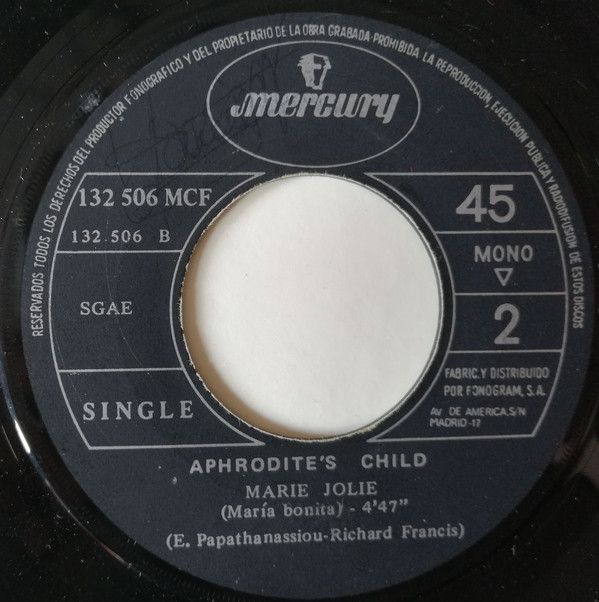 RESERVADOS TODOS LOS DERECHOS DEL PRODUCTOR FONOGRAFICO Y DEL PROPIETARIO DE LA OBRA GRABADA·PROHIBIDA LA REPRODUCCION, EJECUCION PUBLICA Y RADIODIFUSION DE ESTOS DISCOS
mercury
132 506 MCF
132 506 B
SGAE
SINGLE
45
MONO
2
FABRIC. Y DISTRIBUIDO
POR FONOGRAM, S.A.
AV DE AMERICA, S/N
MADRID-17
APHRODITE'S CHILD
MARIE JOLIE
(María bonita) - 4'47"
(E. Papathanassiou-Richard Francis)